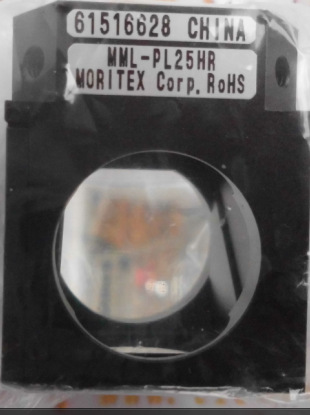 61516628 CHINA
MML-PL25HR
MORITEX Corp. RoHS